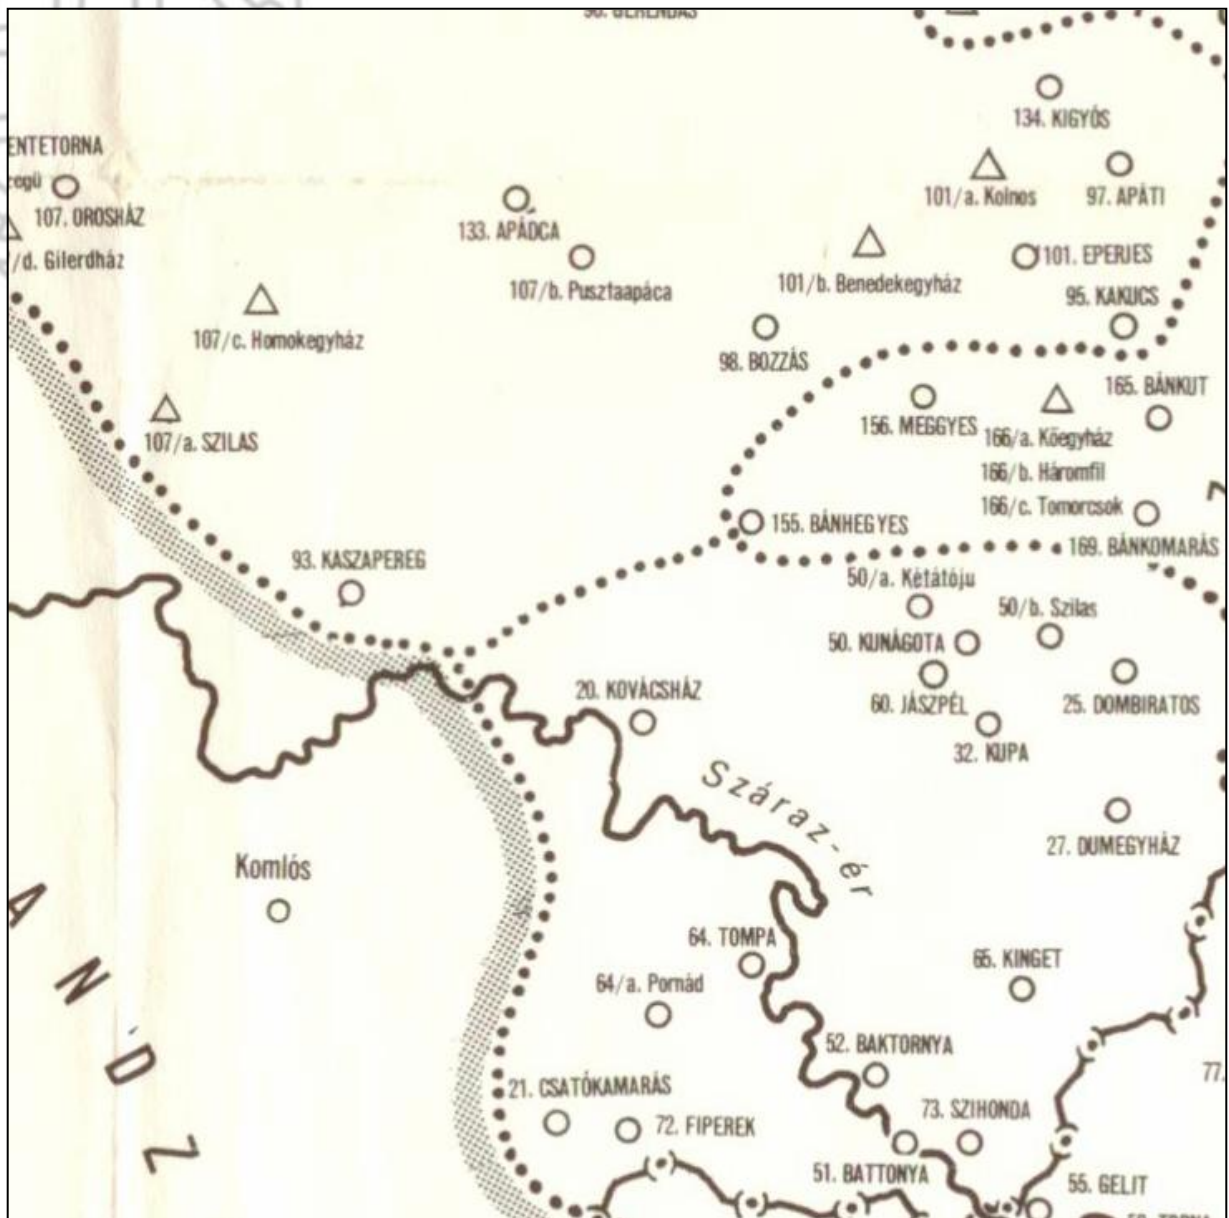 96. GERENDÁS
134. KIGYÓS
ENTETORNA
107. OROSHÁZ
101/a. Kolnos
97. APÁTI
133. APÁDCA
/d. Gilerdház
107/b. Pusztaapáca
101/b. Benedekegyház
101. EPERJES
95. KAKUCS
107/c. Homokegyház
98. BOZZÁS
165. BÁNKUT
107/a. SZILAS
156. MEGGYES
166/a. Kőegyház
166/b. Háromfil
166/c. Tomorcsok
155. BÁNHEGYES
169. BÁNKOMARÁS
93. KASZAPEREG
50/a. Kétátóju
50/b. Szilas
50. KUNÁGOTA
20. KOVÁCSHÁZ
60. JÁSZPÉL
25. DOMBIRATOS
32. KUPA
Száraz-ér
27. DUMEGYHÁZ
Komlós
A N Á D
64. TOMPA
65. KINGET
64/a. Pornád
52. BAKTORNYA
77.
21. CSATÓKAMARÁS
73. SZIHONDA
72. FIPEREK
51. BATTONYA
55. GELIT